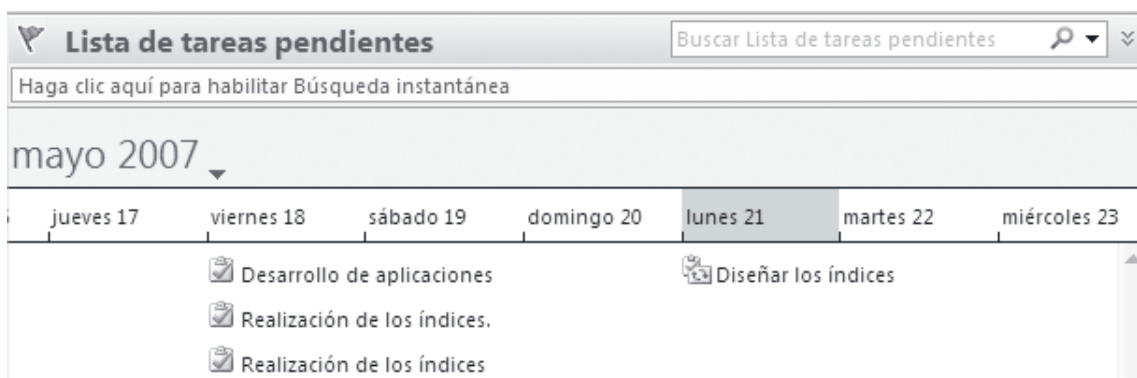 Lista de tareas pendientes Buscar Lista de tareas pendientes
Haga clic aquí para habilitar Búsqueda instantánea
mayo 2007
jueves 17 viernes 18 sábado 19 domingo 20 lunes 21 martes 22 miércoles 23
Desarrollo de aplicaciones Diseñar los índices
Realización de los índices.
Realización de los índices